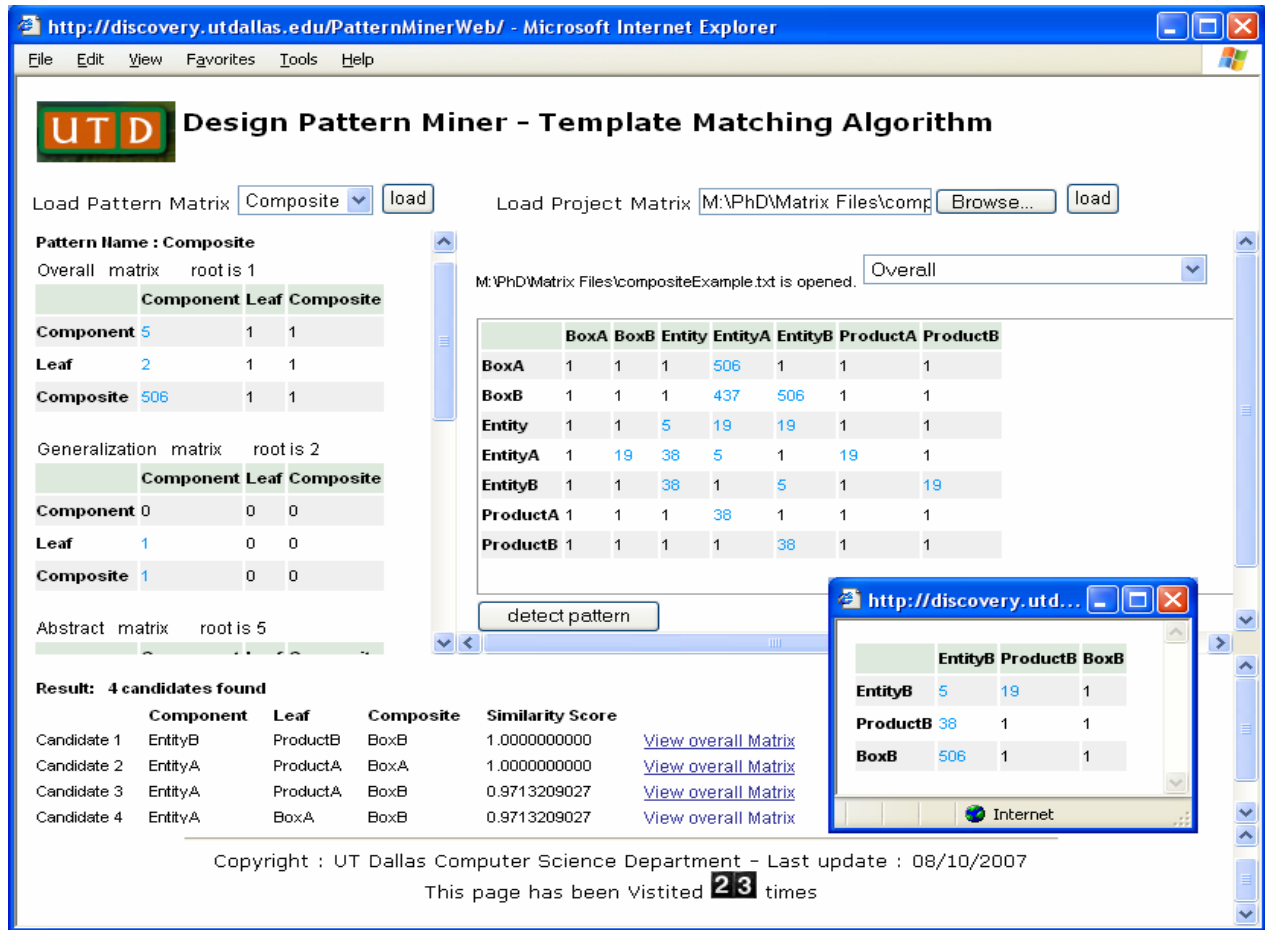 http://discovery.utdallas.edu/PatternMinerWeb/ - Microsoft Internet Explorer
File Edit View Favorites Tools Help
UTD Design Pattern Miner - Template Matching Algorithm
Load Pattern Matrix Composite load Load Project Matrix M:\PhD\Matrix Files\comp Browse... load
Pattern Name : Composite
Overall matrix root is 1
Component Leaf Composite
Component 5 1 1
Leaf 2 1 1
Composite 506 1 1
Generalization matrix root is 2
Component Leaf Composite
Component 0 0 0
Leaf 1 0 0
Composite 1 0 0
Abstract matrix root is 5
M:\PhD\Matrix Files\compositeExample.txt is opened. Overall
BoxA BoxB Entity EntityA EntityB ProductA ProductB
BoxA 1 1 1 506 1 1 1
BoxB 1 1 1 437 506 1 1
Entity 1 1 5 19 19 1 1
EntityA 1 19 38 5 1 19 1
EntityB 1 1 38 1 5 1 19
ProductA 1 1 1 38 1 1 1
ProductB 1 1 1 1 38 1 1
detect pattern
http://discovery.utd...
EntityB ProductB BoxB
EntityB 5 19 1
ProductB 38 1 1
BoxB 506 1 1
Internet
Result: 4 candidates found
Component Leaf Composite Similarity Score
Candidate 1 EntityB ProductB BoxB 1.0000000000 View overall Matrix
Candidate 2 EntityA ProductA BoxA 1.0000000000 View overall Matrix
Candidate 3 EntityA ProductA BoxB 0.9713209027 View overall Matrix
Candidate 4 EntityA BoxA BoxB 0.9713209027 View overall Matrix
Copyright : UT Dallas Computer Science Department - Last update : 08/10/2007
This page has been Vistited 23 times